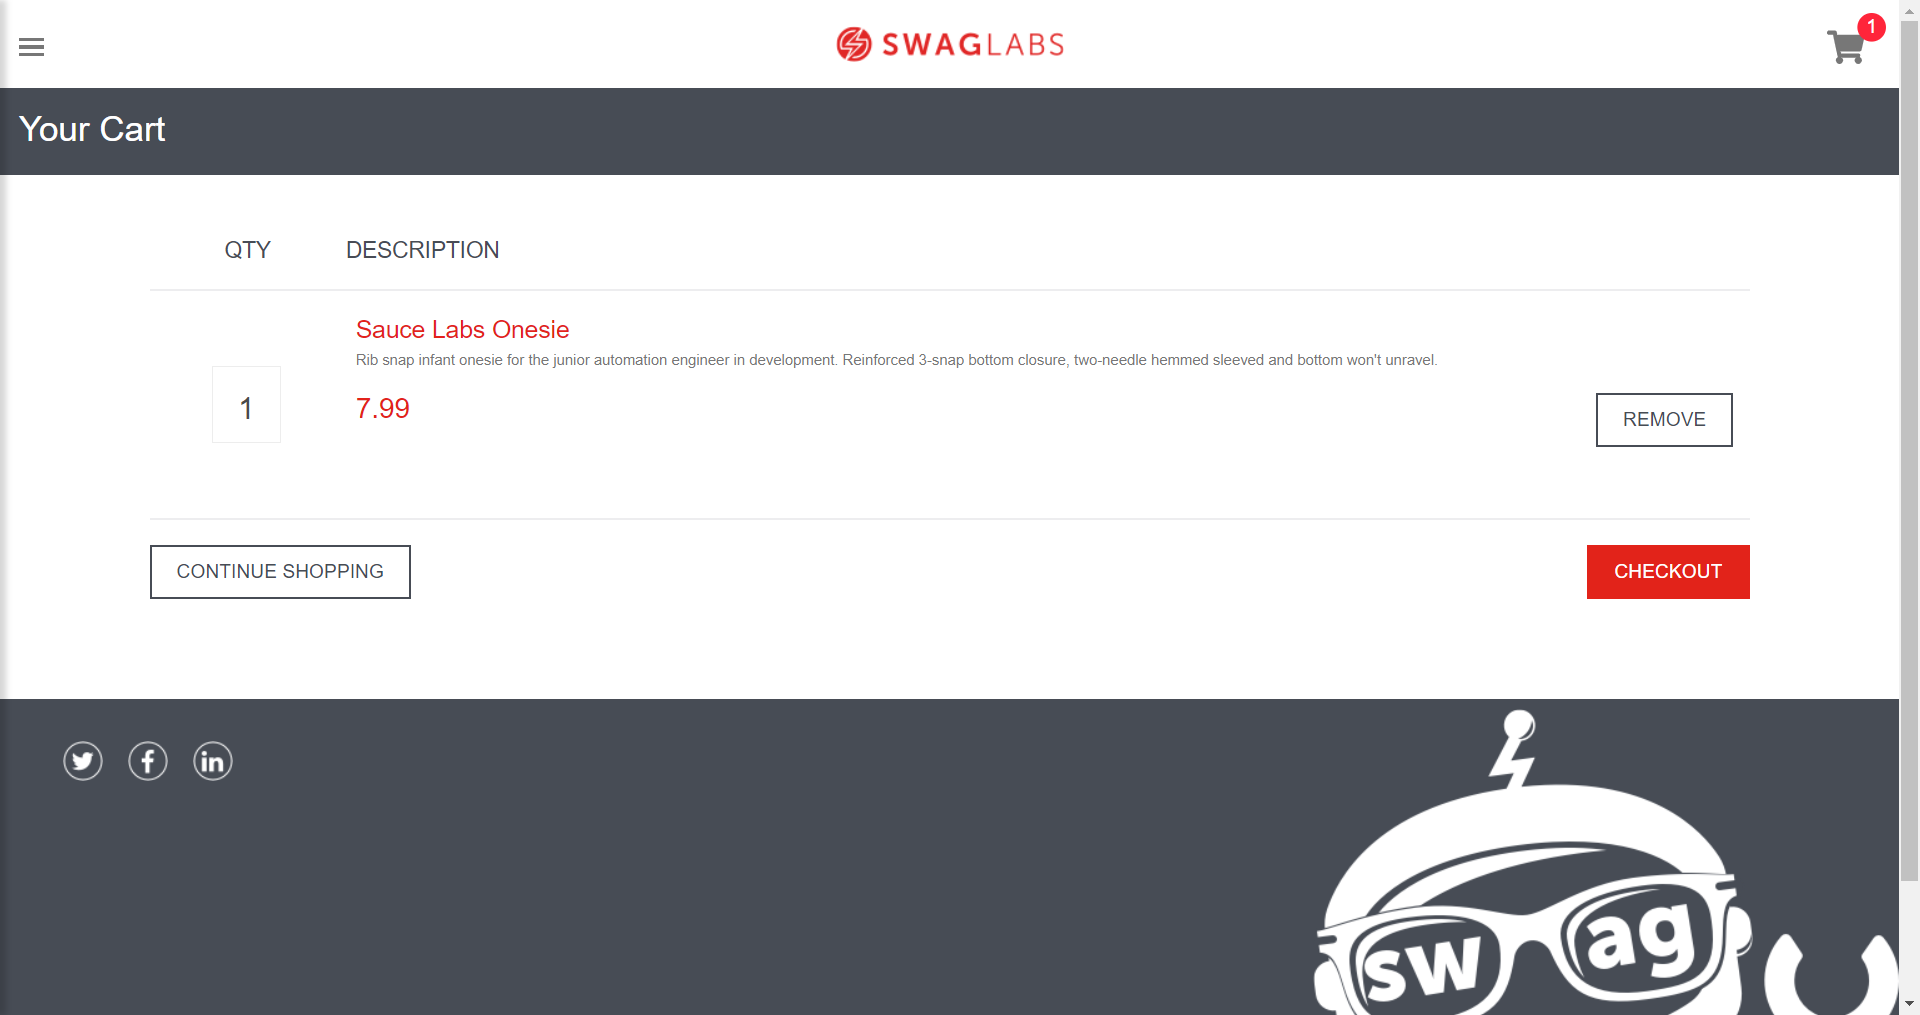 SWAGLABS
1
Your Cart
QTY DESCRIPTION
Sauce Labs Onesie
Rib snap infant onesie for the junior automation engineer in development. Reinforced 3-snap bottom closure, two-needle hemmed sleeved and bottom won't unravel.
1
7.99
REMOVE
CONTINUE SHOPPING
CHECKOUT
f in
sw ag